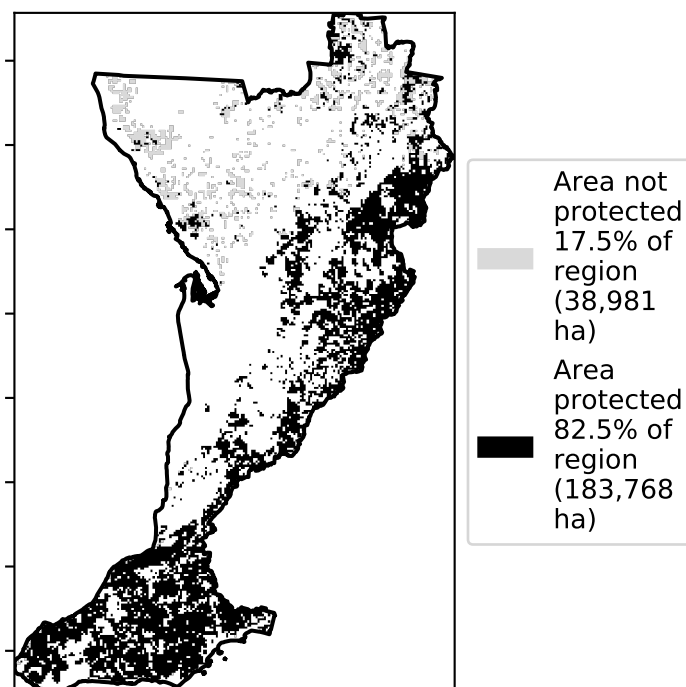 Area not
protected
17.5% of
region
(38,981
ha)
Area
protected
82.5% of
region
(183,768
ha)